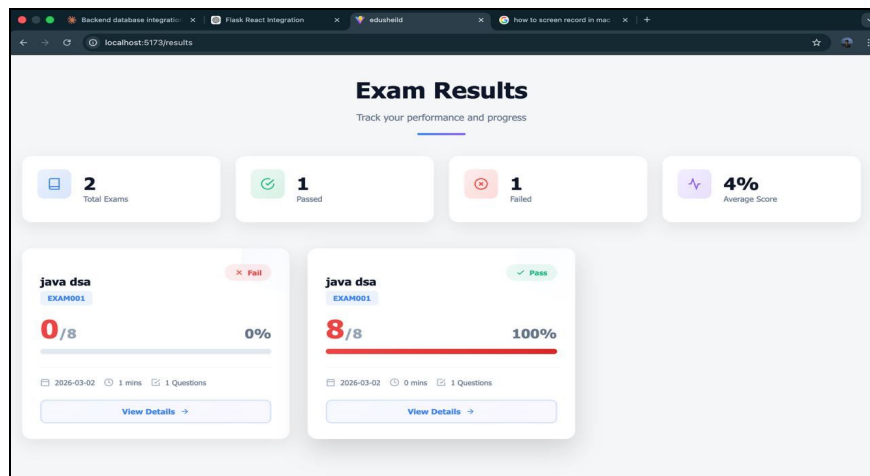 Backend database integration
Flask React Integration
edusheild
how to screen record in mac
localhost:5173/results
Exam Results
Track your performance and progress
2
Total Exams
1
Passed
1
Failed
4%
Average Score
× Fail
java dsa
EXAM001
0/8 0%
2026-03-02 1 mins 1 Questions
View Details →
✓ Pass
java dsa
EXAM001
8/8 100%
2026-03-02 0 mins 1 Questions
View Details →